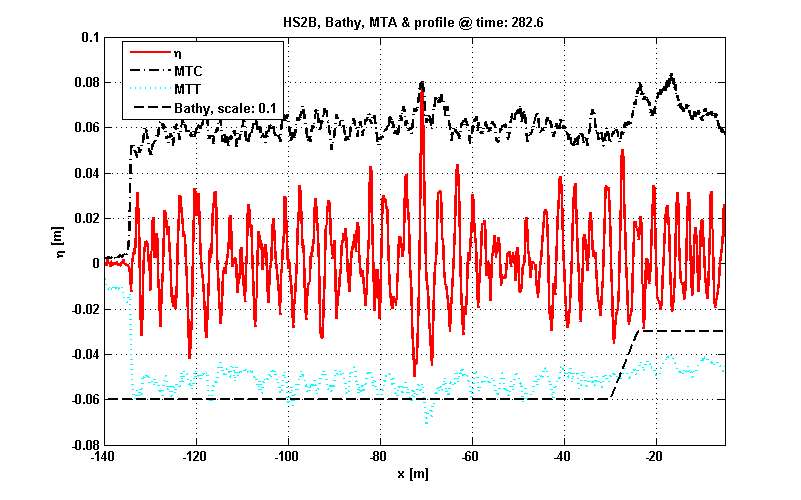 HS2B, Bathy, MTA & profile @ time: 282.6
0.1
0.08
0.06
0.04
0.02
0
-0.02
-0.04
-0.06
-0.08
η [m]
η
MTC
MTT
Bathy, scale: 0.1
-140
-120
-100
-80
-60
-40
-20
x [m]